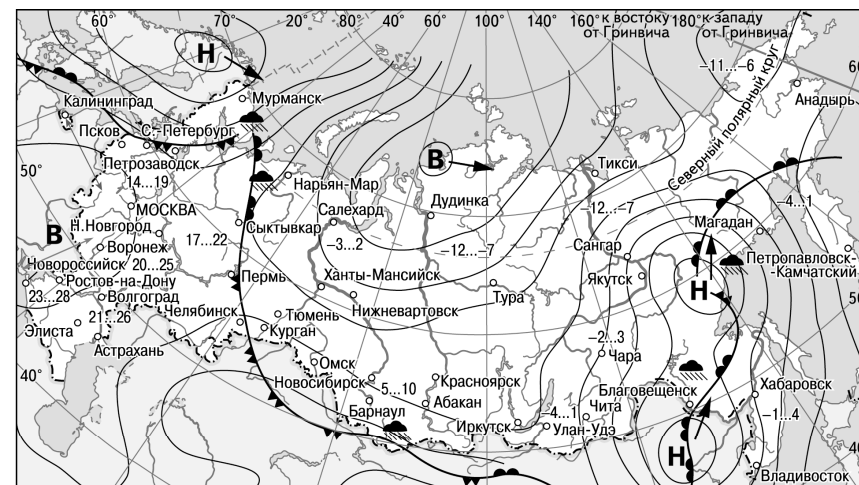 60°
70°
20°
80°
40°
60°
100°
140°
160°
к востоку
от Гринвича
180°
к западу
от Гринвича
Н
–11...–6
60
Калининград
Мурманск
Анадырь
Северный полярный круг
Псков
С.-Петербург
Петрозаводск
50°
14...19
Нарьян-Мар
В
Тикси
МОСКВА
Салехард
Дудинка
–12...–7
–4...1
Н.Новгород
17...22
Сыктывкар
–3...2
Магадан
В
Воронеж
–12...–7
Сангар
Новороссийск
20...25
Пермь
Ханты-Мансийск
Якутск
Петропавловск-
-Камчатский
Ростов-на-Дону
23...28
Волгоград
Тура
Н
5
Челябинск
Тюмень
Нижневартовск
21...26
Элиста
Курган
–2...3
Астрахань
Чара
Омск
40°
Новосибирск
5...10
Красноярск
Благовещенск
Хабаровск
Барнаул
Абакан
Чита
–1...4
Иркутск
–4...1
Улан-Удэ
Н
40
Владивосток